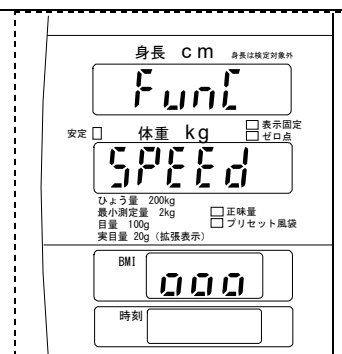 身長 cm 身長は検定対象外
FunC
安定 体重 kg 表示固定
ゼロ点
SPEEd
ひょう量 200kg
最小測定量 2kg 正味量
目量 100g プリセット風袋
実目量 20g (拡張表示)
BMI
ooo
時刻